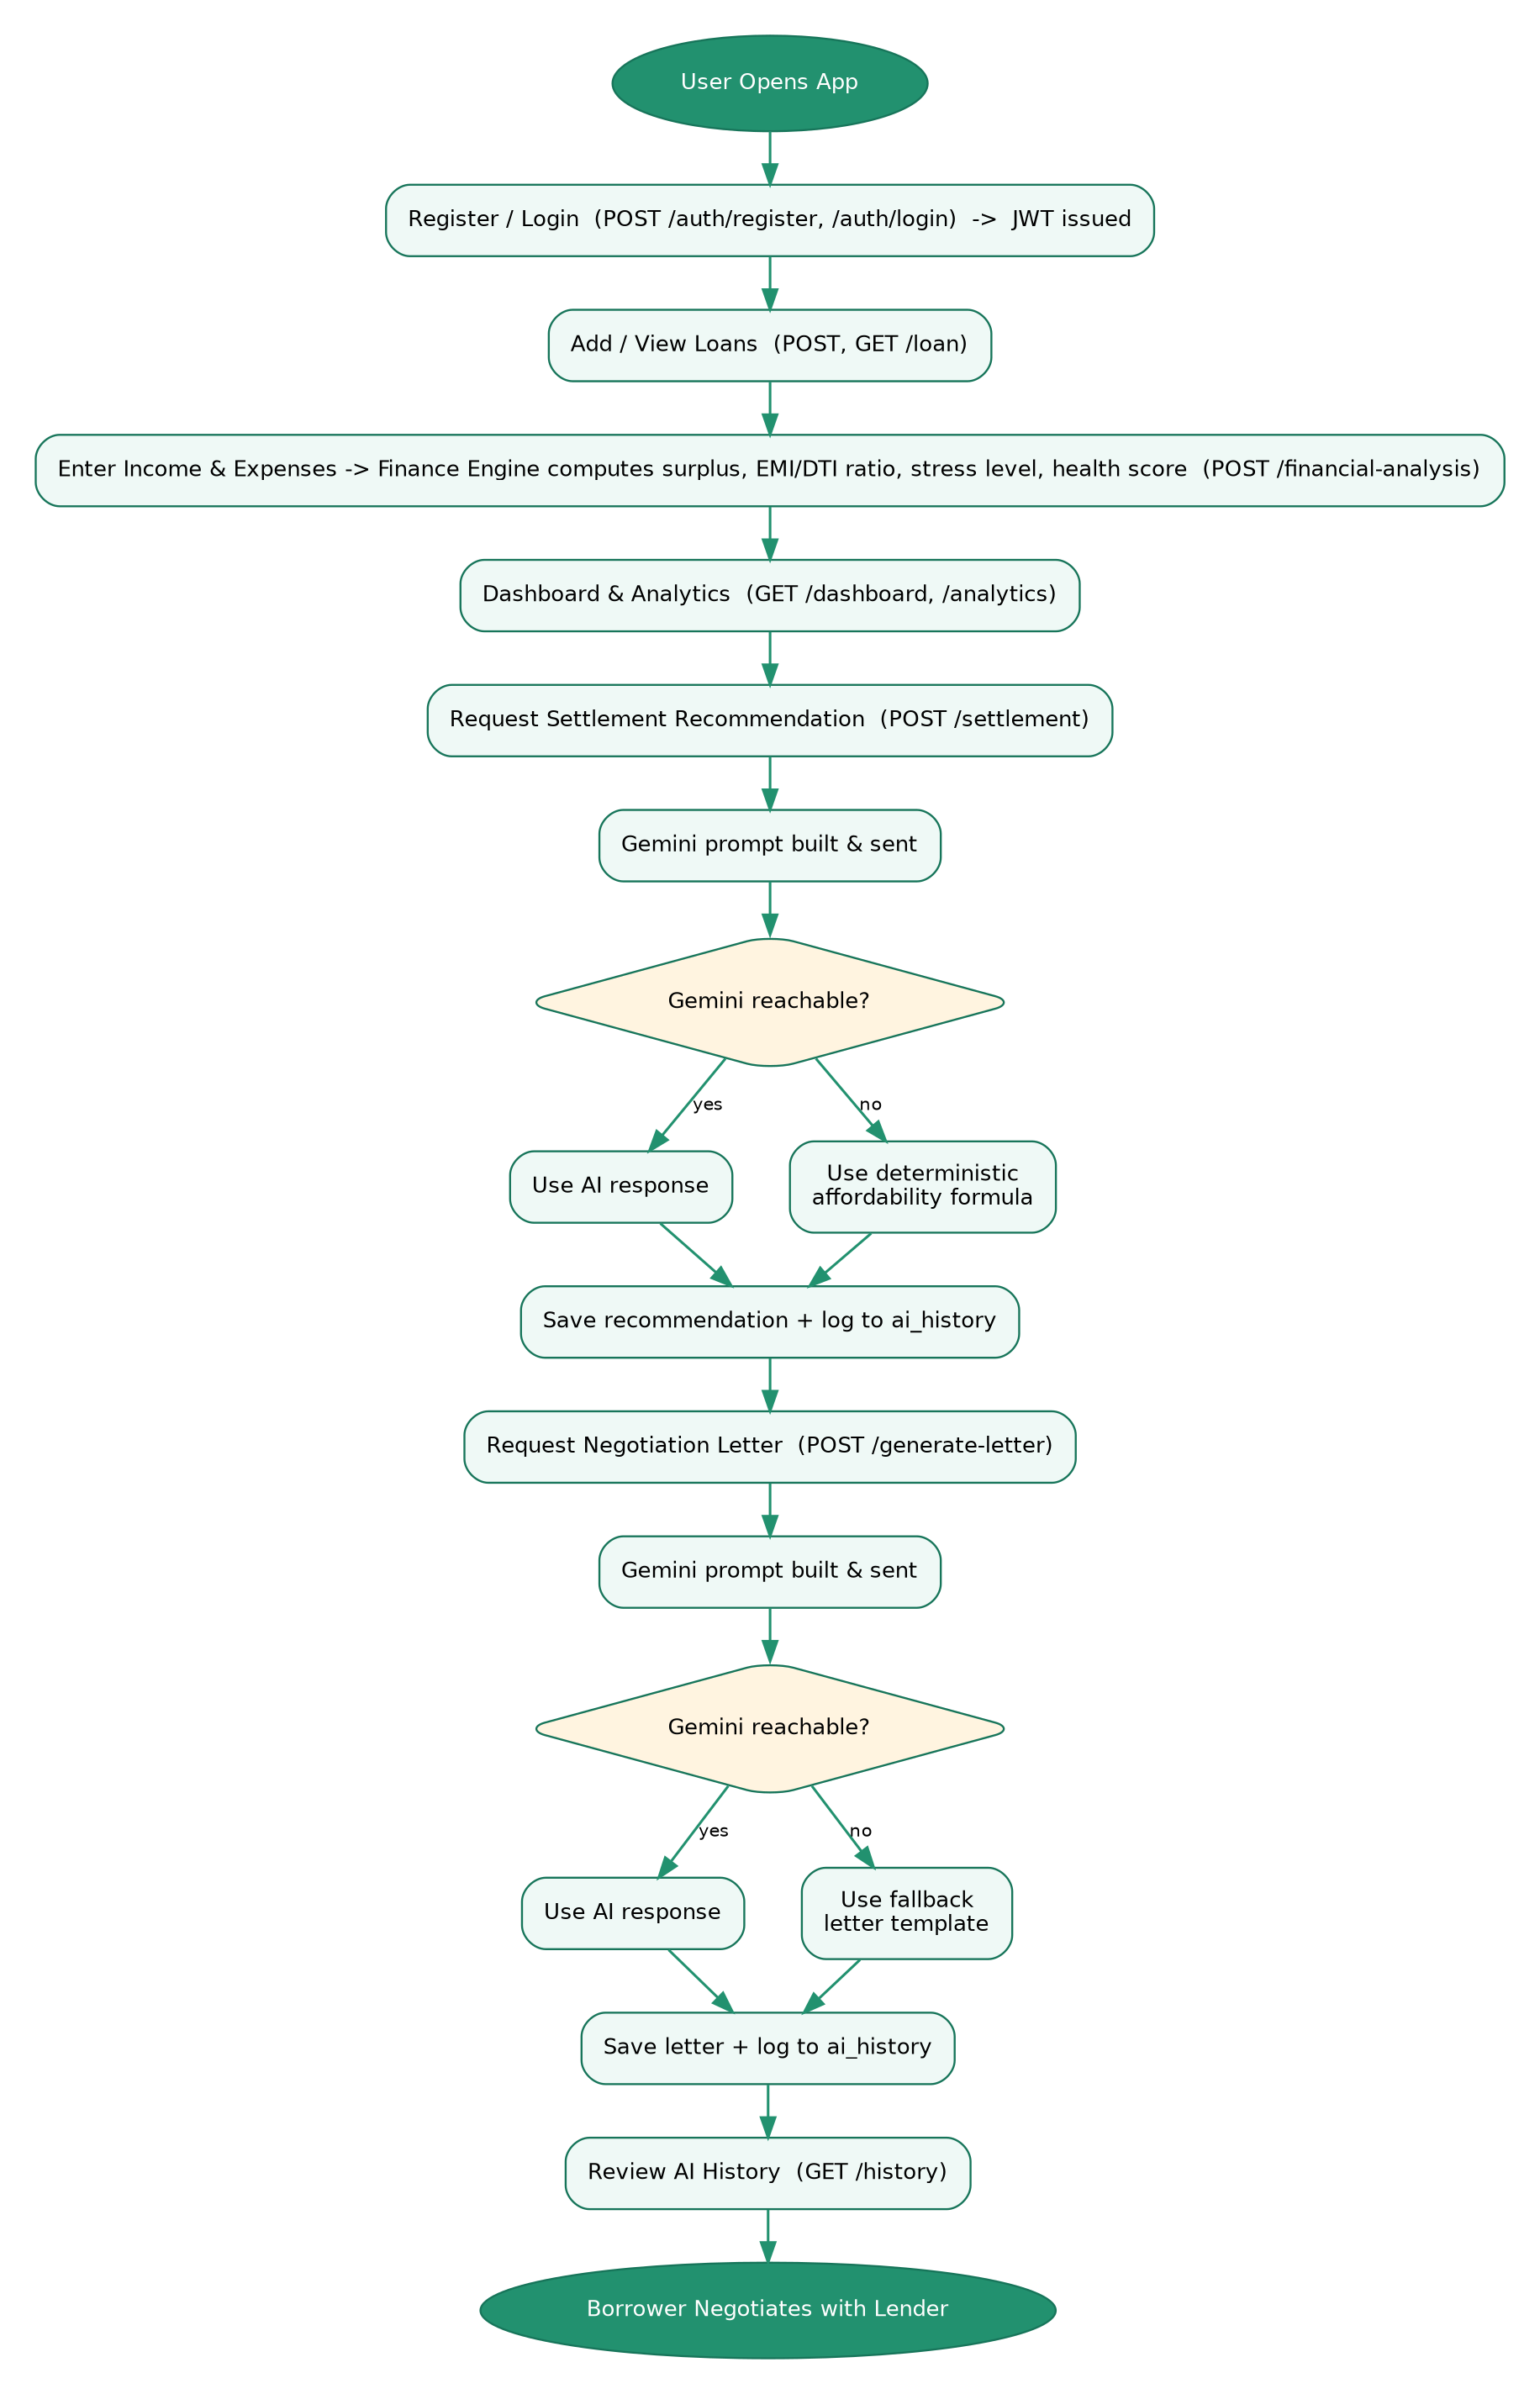 User Opens App
Register / Login  (POST /auth/register, /auth/login)  ->  JWT issued
Add / View Loans  (POST, GET /loan)
Enter Income & Expenses -> Finance Engine computes surplus, EMI/DTI ratio, stress level, health score  (POST /financial-analysis)
Dashboard & Analytics  (GET /dashboard, /analytics)
Request Settlement Recommendation  (POST /settlement)
Gemini prompt built & sent
Gemini reachable?
yes
no
Use AI response
Use deterministic
affordability formula
Save recommendation + log to ai_history
Request Negotiation Letter  (POST /generate-letter)
Gemini prompt built & sent
Gemini reachable?
yes
no
Use AI response
Use fallback
letter template
Save letter + log to ai_history
Review AI History  (GET /history)
Borrower Negotiates with Lender